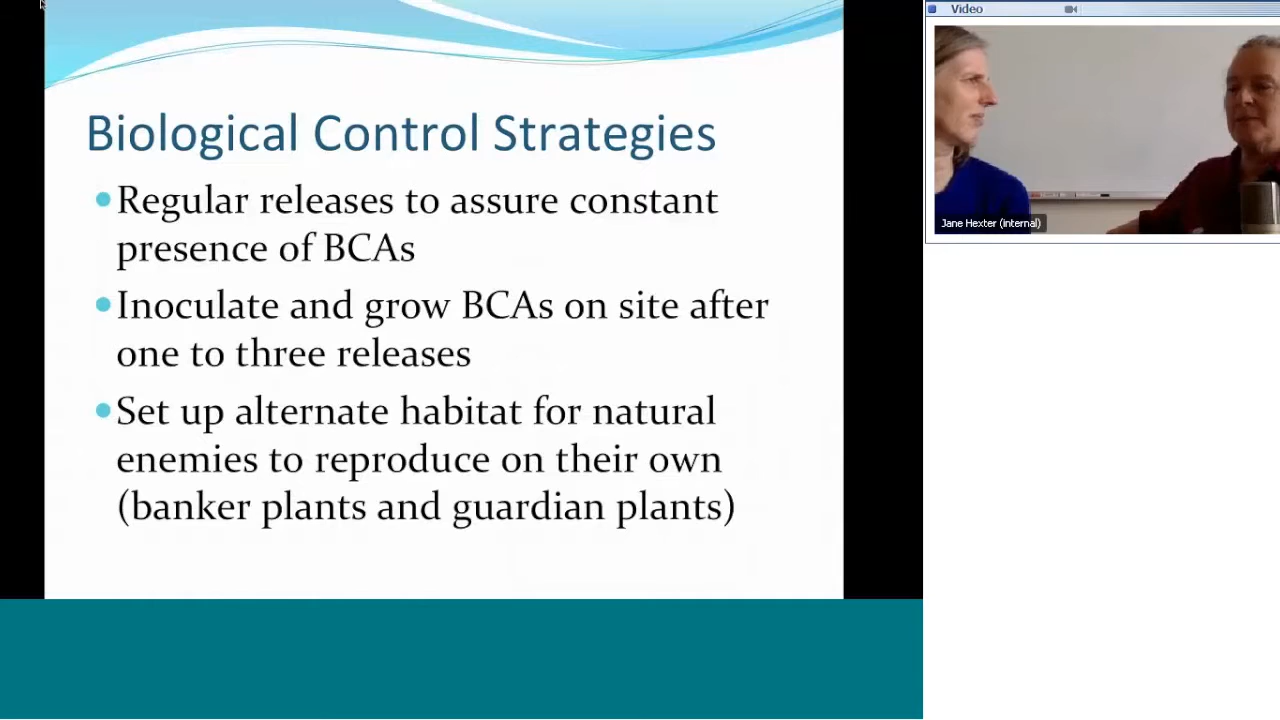 Biological Control Strategies
Regular releases to assure constant
presence of BCAs
Inoculate and grow BCAs on site after
one to three releases
Set up alternate habitat for natural
enemies to reproduce on their own
(banker plants and guardian plants)
Video
Jane Hexter (internal)